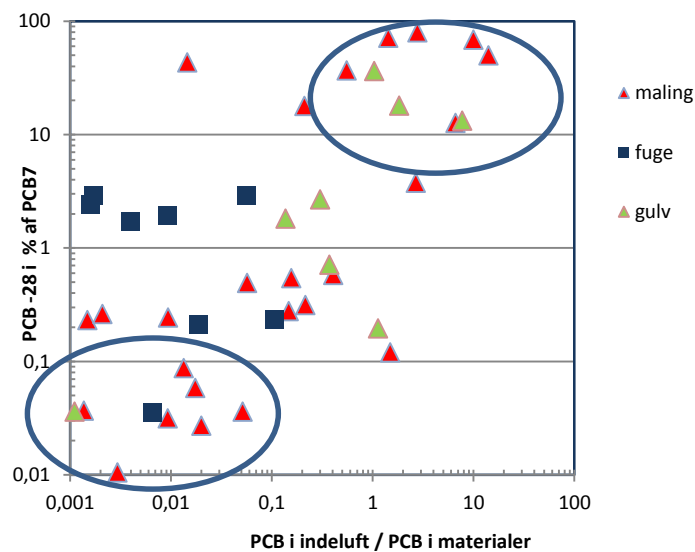 100
10
1
0,1
0,01
PCB -28 i % af PCB7
0,001
0,01
0,1
1
10
100
PCB i indeluft / PCB i materialer
maling
fuge
gulv